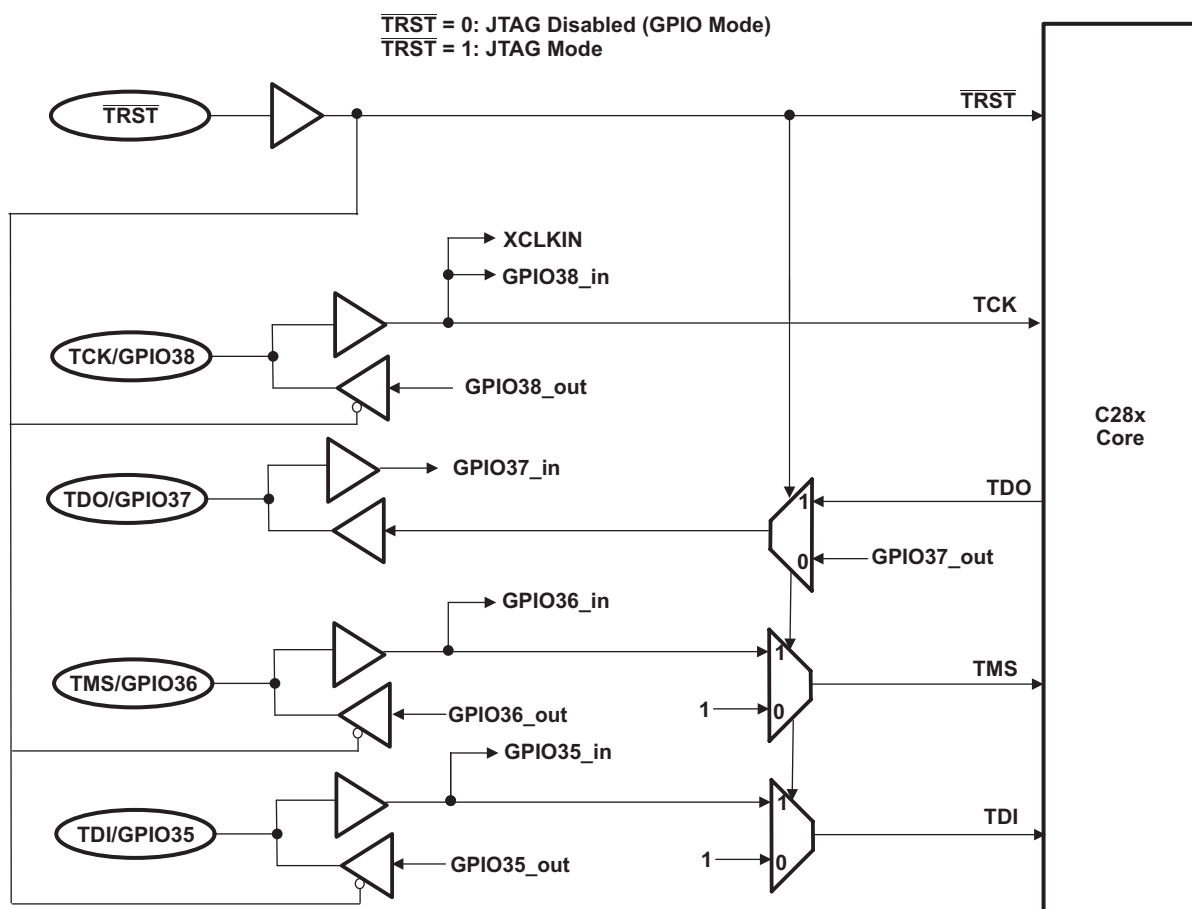 TRST = 0: JTAG Disabled (GPIO Mode)
TRST = 1: JTAG Mode
TRST
TRST
XCLKIN
GPIO38_in
TCK
TCK/GPIO38
GPIO38_out
C28x
Core
GPIO37_in
TDO/GPIO37
1
TDO
0
GPIO37_out
GPIO36_in
1
TMS/GPIO36
TMS
GPIO36_out
1
0
GPIO35_in
1
TDI/GPIO35
TDI
GPIO35_out
1
0